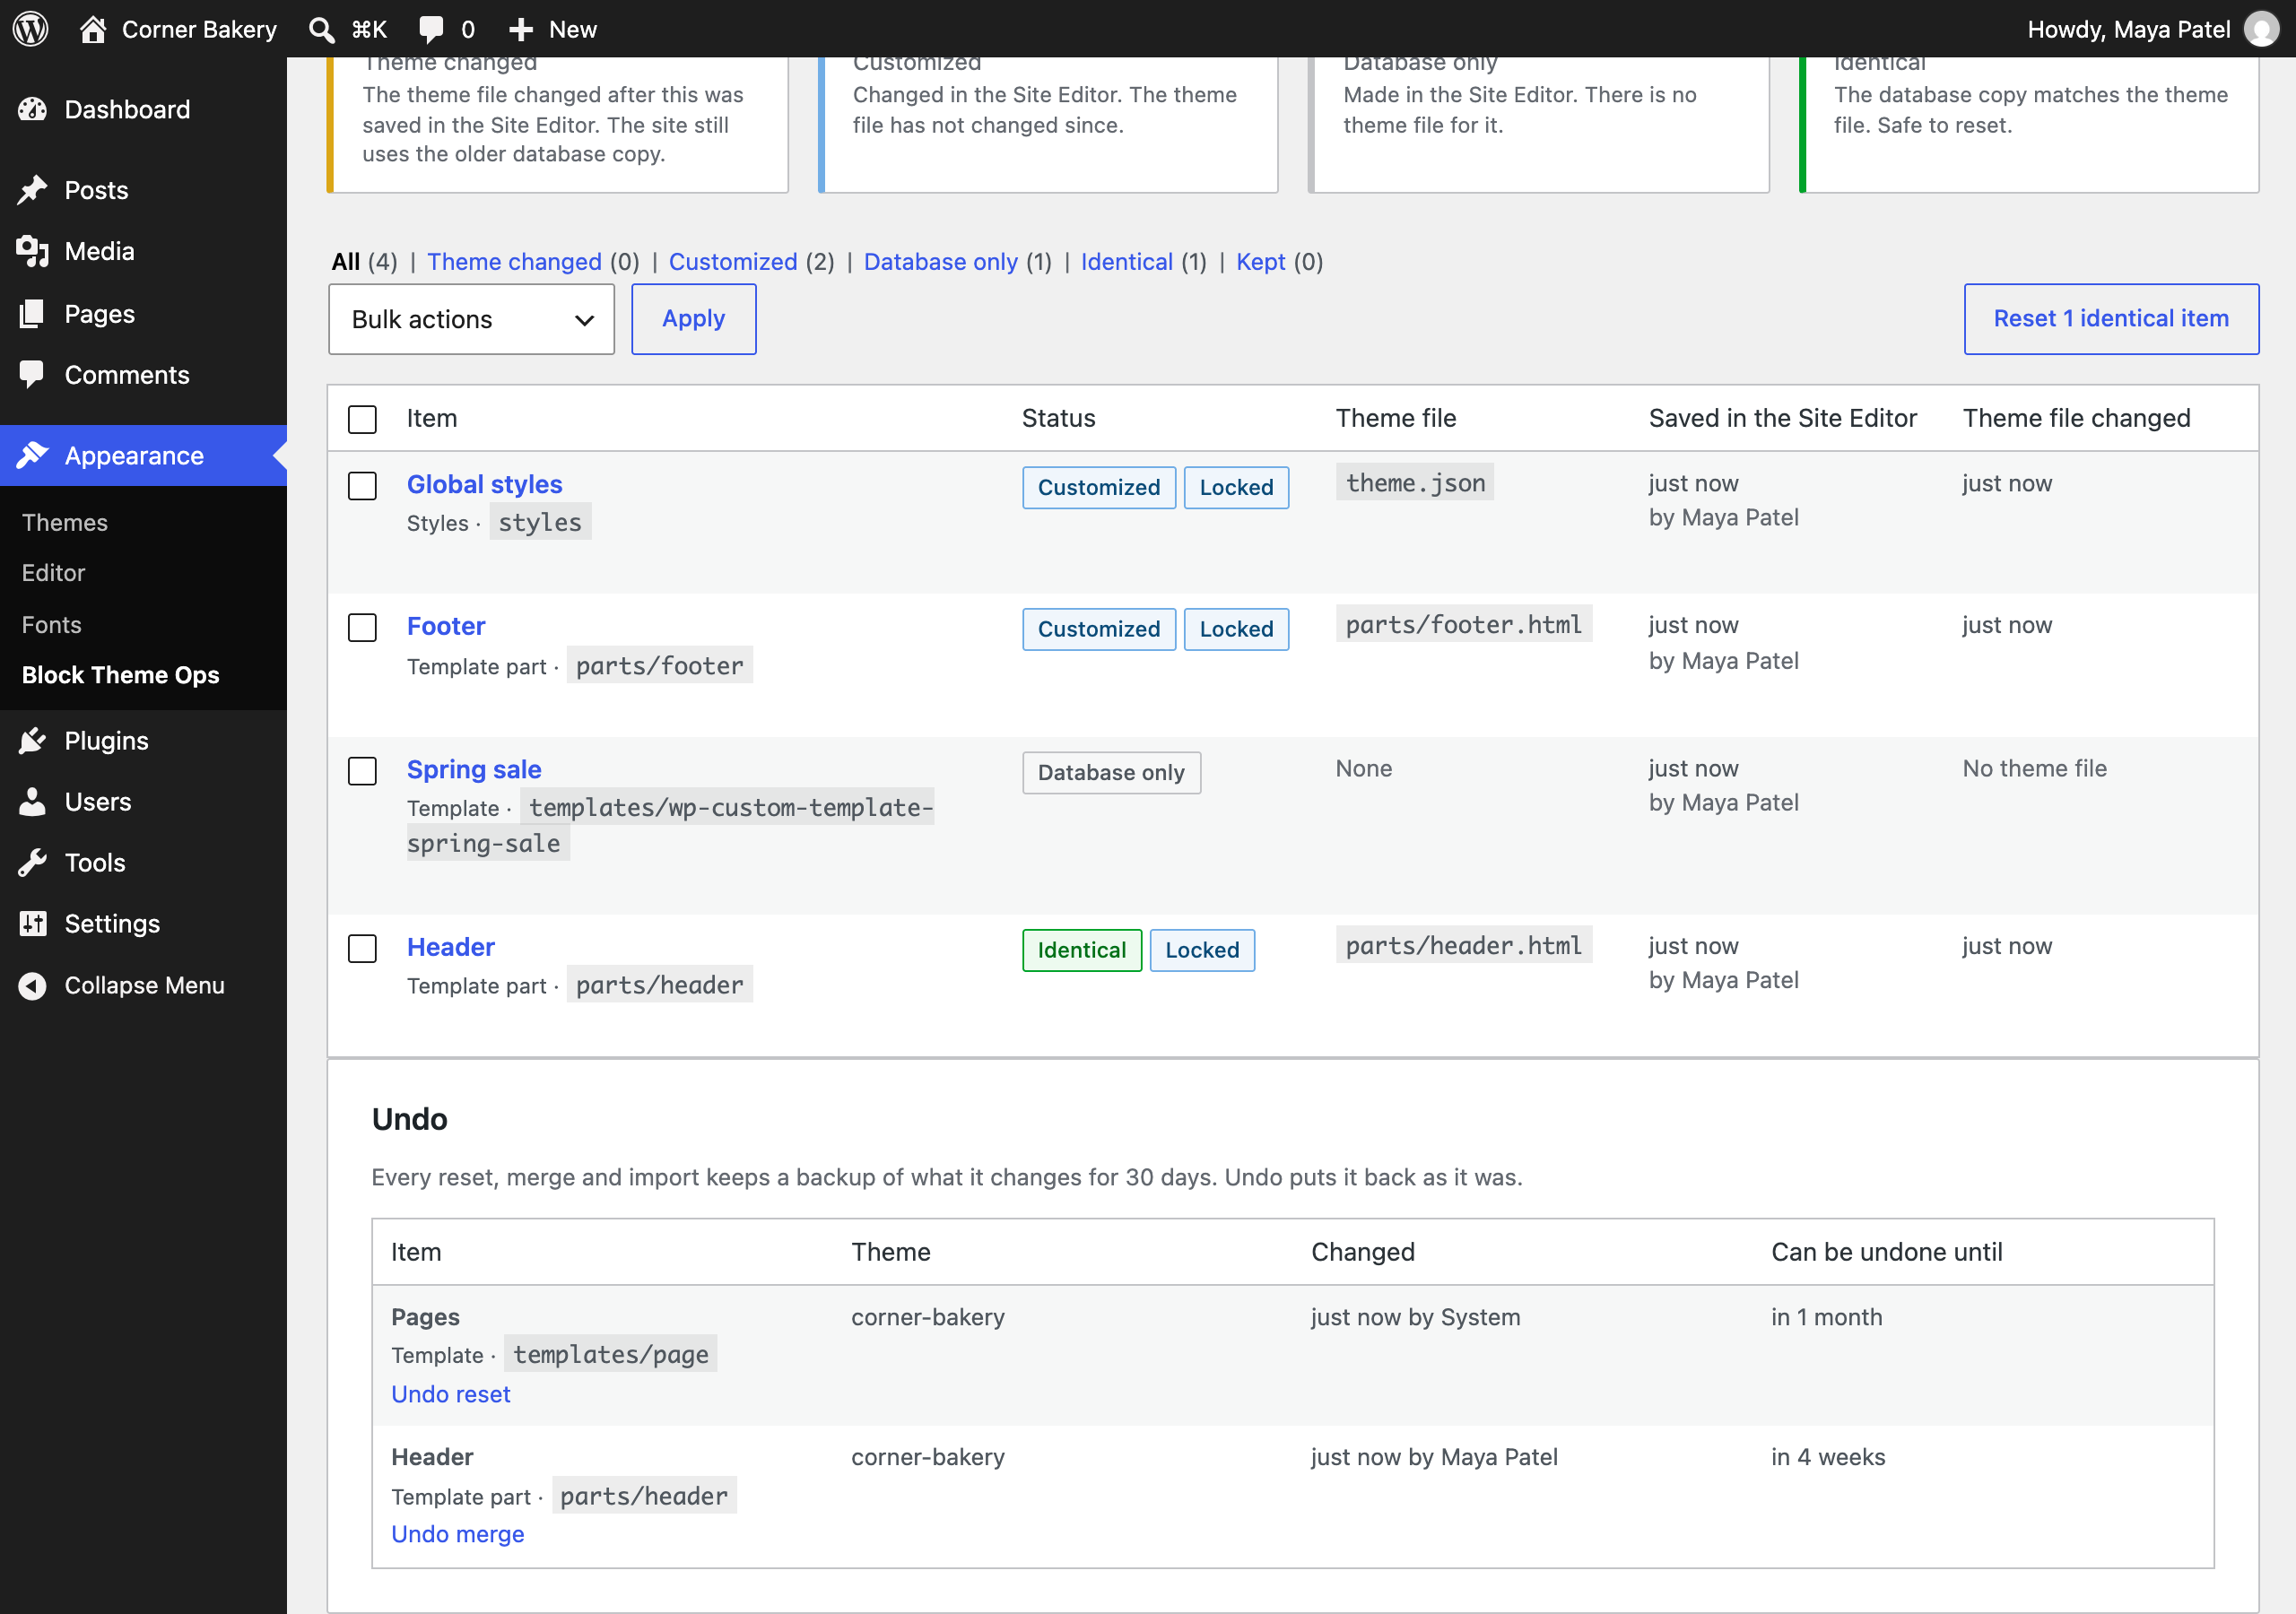 Corner Bakery ⌘K 0 New Howdy, Maya Patel
Dashboard
Posts
Media
Pages
Comments
Appearance
Themes
Editor
Fonts
Block Theme Ops
Plugins
Users
Tools
Settings
Collapse Menu
Theme changed
The theme file changed after this was
saved in the Site Editor. The site still
uses the older database copy.
Customized
Changed in the Site Editor. The theme
file has not changed since.
Database only
Made in the Site Editor. There is no
theme file for it.
Identical
The database copy matches the theme
file. Safe to reset.
All (4) | Theme changed (0) | Customized (2) | Database only (1) | Identical (1) | Kept (0)
Bulk actions Apply Reset 1 identical item
Item Status Theme file Saved in the Site Editor Theme file changed
Global styles Customized Locked theme.json just now just now
Styles · styles by Maya Patel
Footer Customized Locked parts/footer.html just now just now
Template part · parts/footer by Maya Patel
Spring sale Database only None just now No theme file
Template · templates/wp-custom-template- by Maya Patel
spring-sale
Header Identical Locked parts/header.html just now just now
Template part · parts/header by Maya Patel
Undo
Every reset, merge and import keeps a backup of what it changes for 30 days. Undo puts it back as it was.
Item Theme Changed Can be undone until
Pages corner-bakery just now by System in 1 month
Template · templates/page
Undo reset
Header corner-bakery just now by Maya Patel in 4 weeks
Template part · parts/header
Undo merge